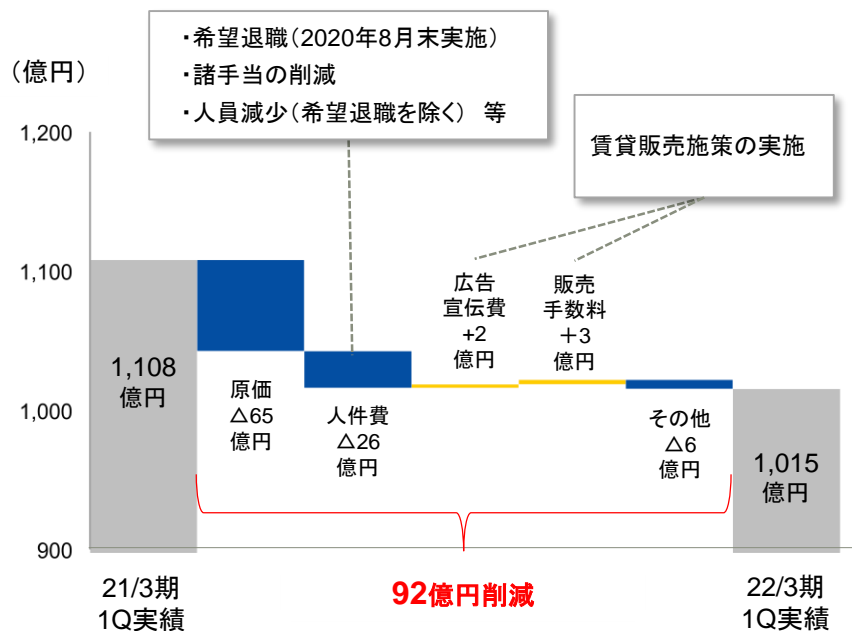 ・希望退職（2020年8月末実施）
・諸手当の削減
・人員減少（希望退職を除く）　等
（億円）
賃貸販売施策の実施
1,200
1,100
1,000
900
1,108
億円
原価
△65
億円
人件費
△26
億円
広告
宣伝費
+2
億円
販売
手数料
＋3
億円
その他
△6
億円
1,015
億円
92億円削減
21/3期
1Q実績
22/3期
1Q実績